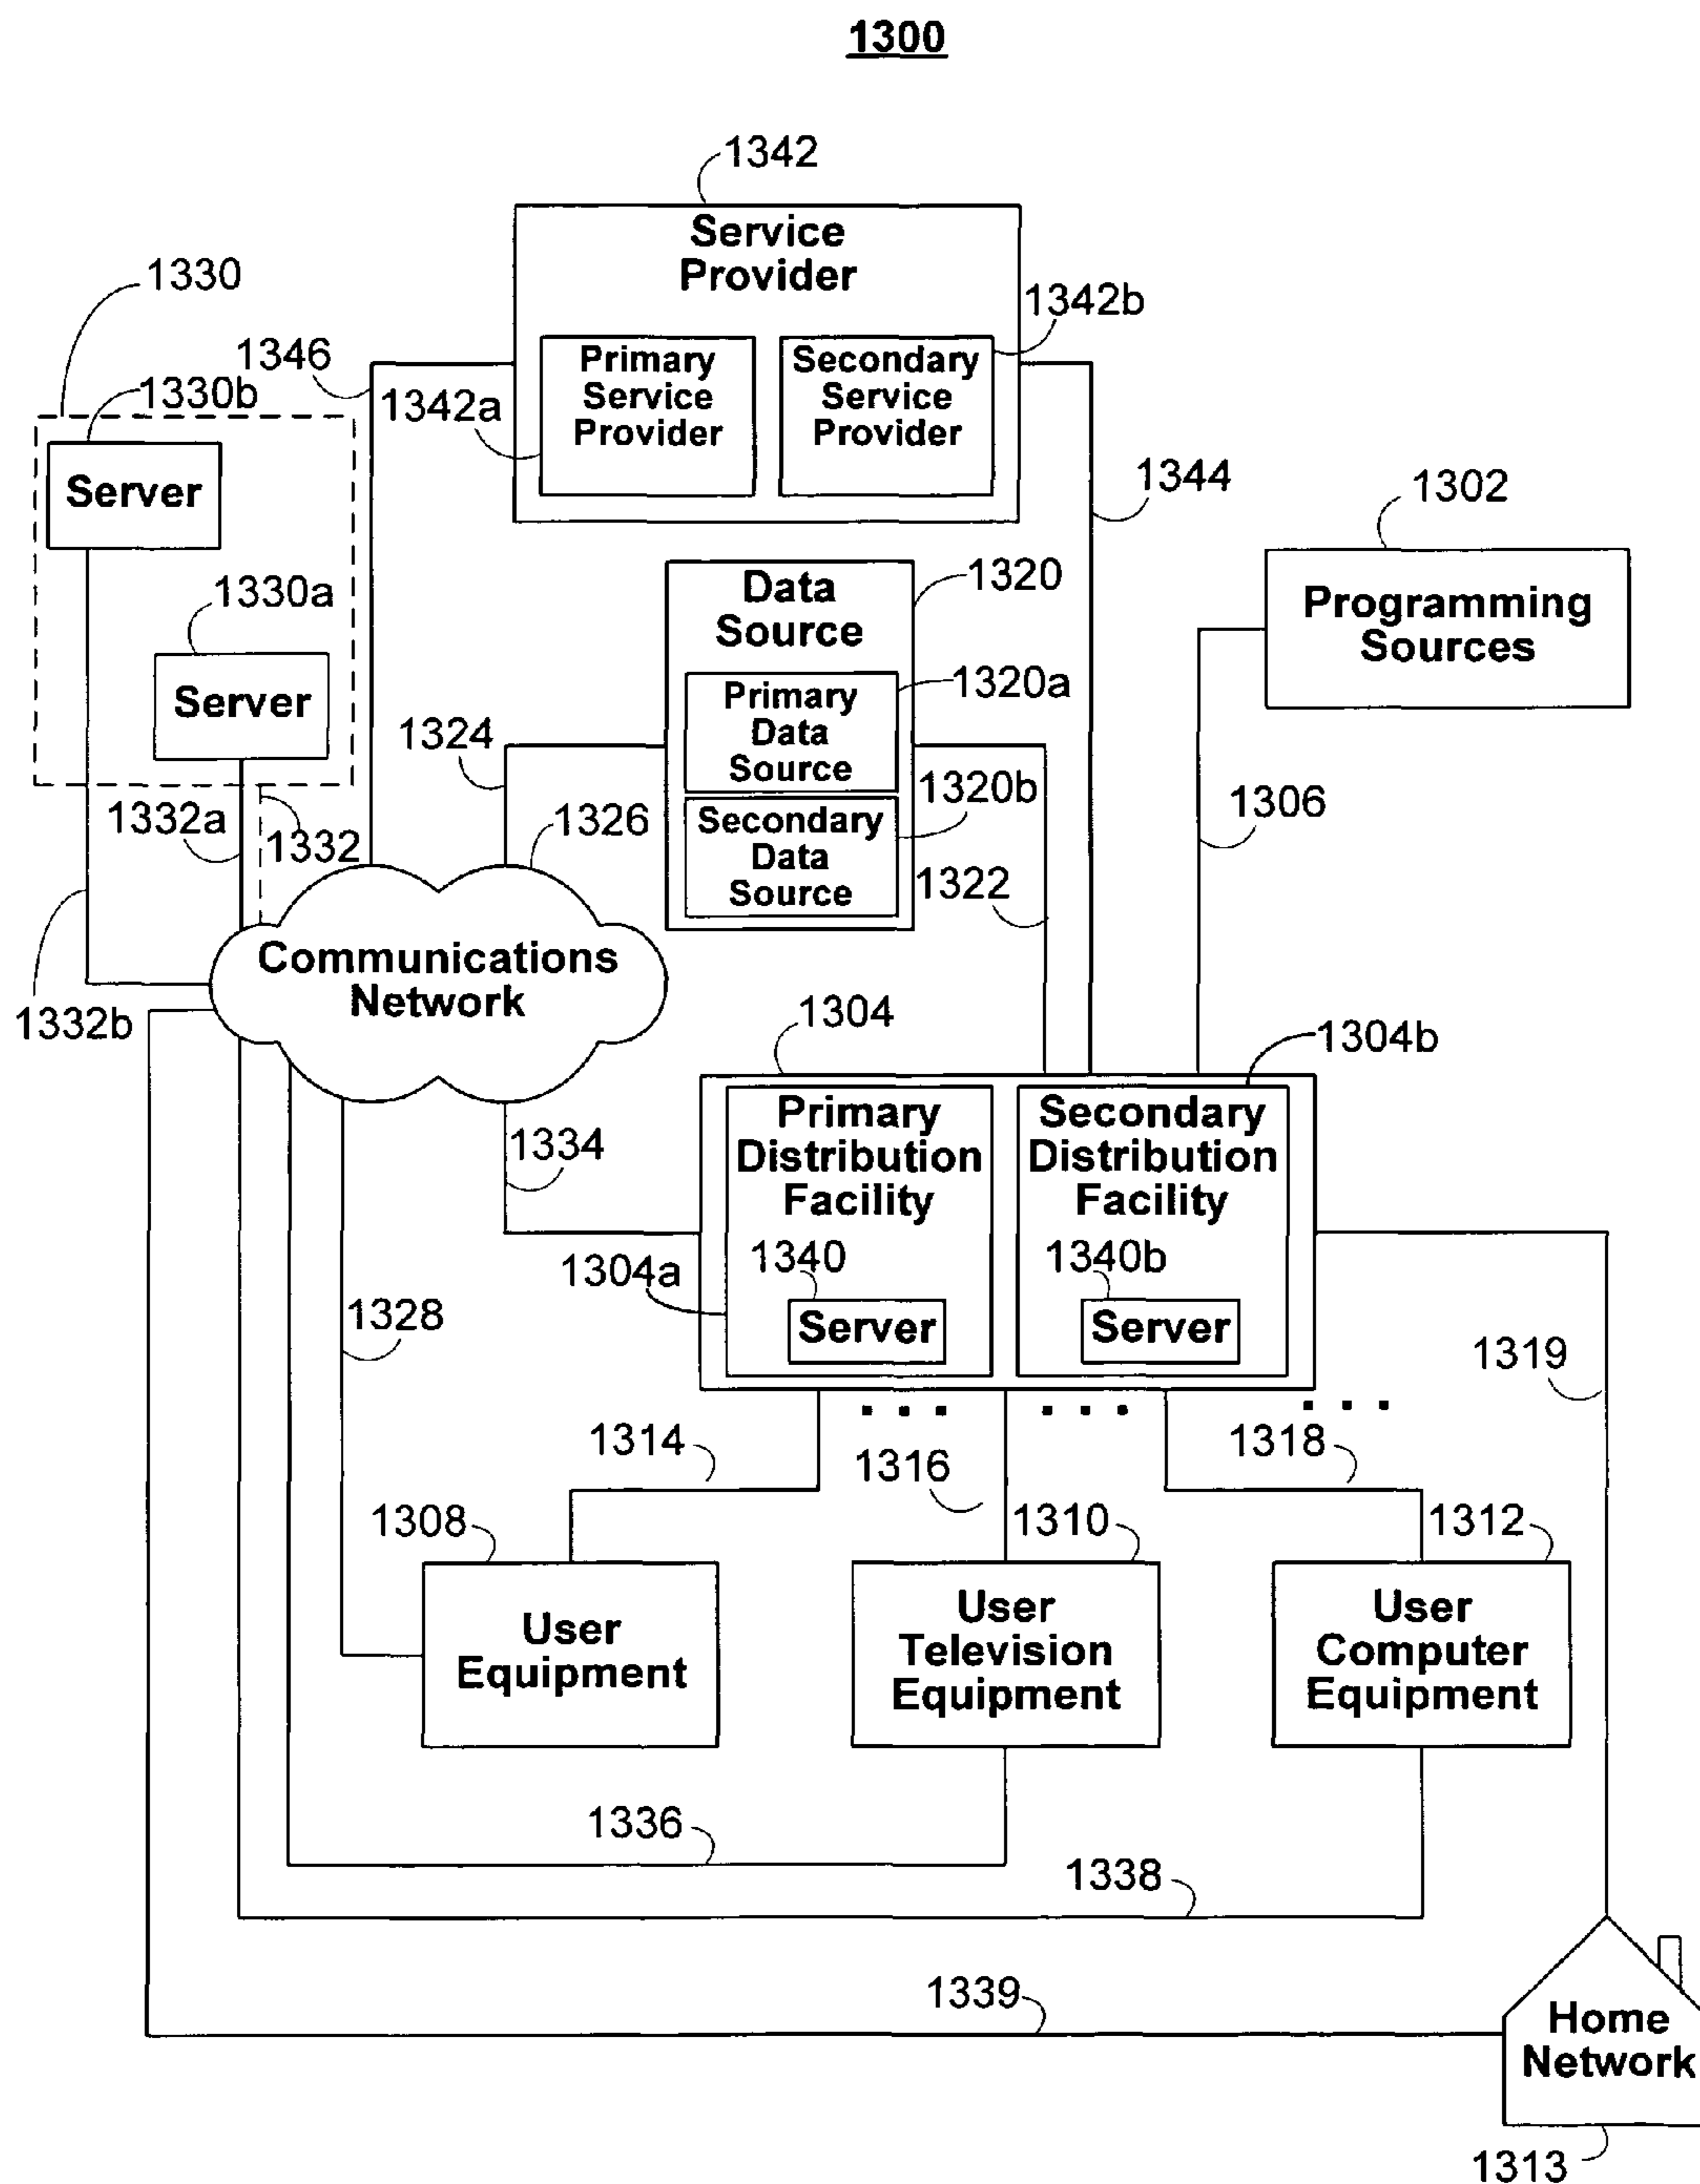 1300
1342
Service
Provider
1342b
1330
1346
1330b
1342a
Primary
Service
Provider
Secondary
Service
Provider
Server
1344
1302
Programming
Sources
1330a
Server
1320
Data
Source
1320a
Primary
Data
Source
1324
1320b
1306
1332a
1332
1326
Secondary
Data
Source
1322
Communications
Network
1332b
1304
1304b
1334
Primary
Distribution
Facility
Secondary
Distribution
Facility
1304a
1340
1340b
Server
Server
1328
1319
1314
1316
1318
1308
1310
1312
User
Equipment
User
Television
Equipment
User
Computer
Equipment
1336
1338
1339
Home
Network
1313